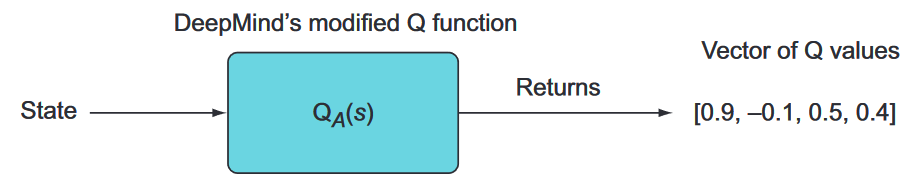 DeepMind’s modified Q function
Vector of Q values
State
Q_A(s)
Returns
[0.9, –0.1, 0.5, 0.4]